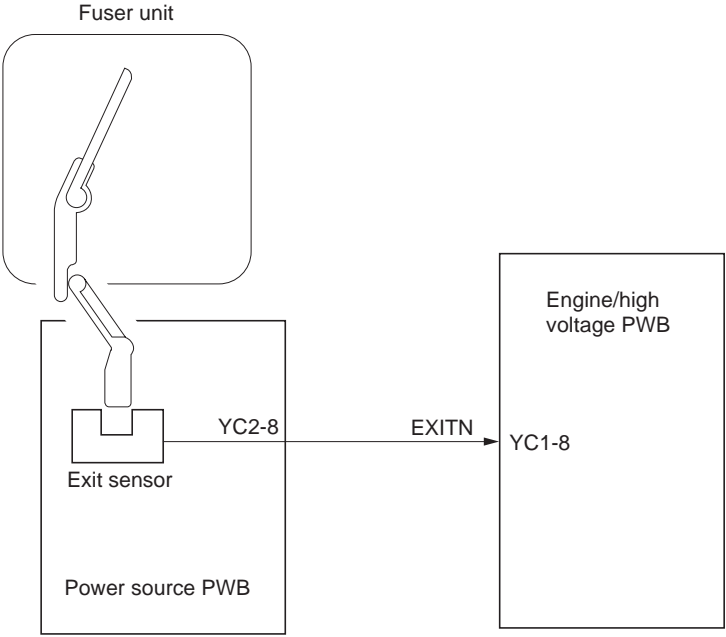 Fuser unit
Engine/high
voltage PWB
YC2-8
EXITN
YC1-8
Exit sensor
Power source PWB